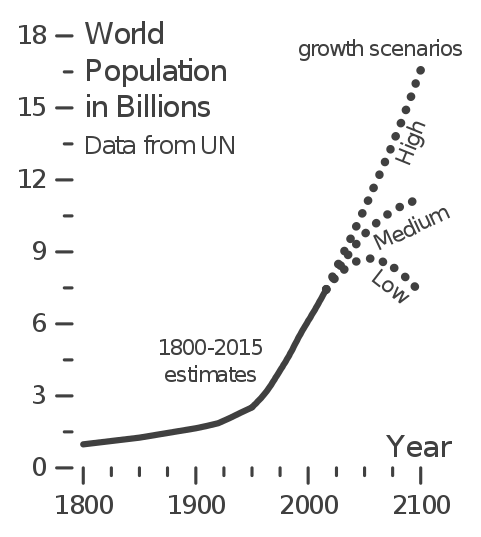 World
Population
in Billions
Data from UN
growth scenarios
High
Medium
Low
1800-2015
estimates
Year
18
15
12
9
6
3
0
1800
1900
2000
2100